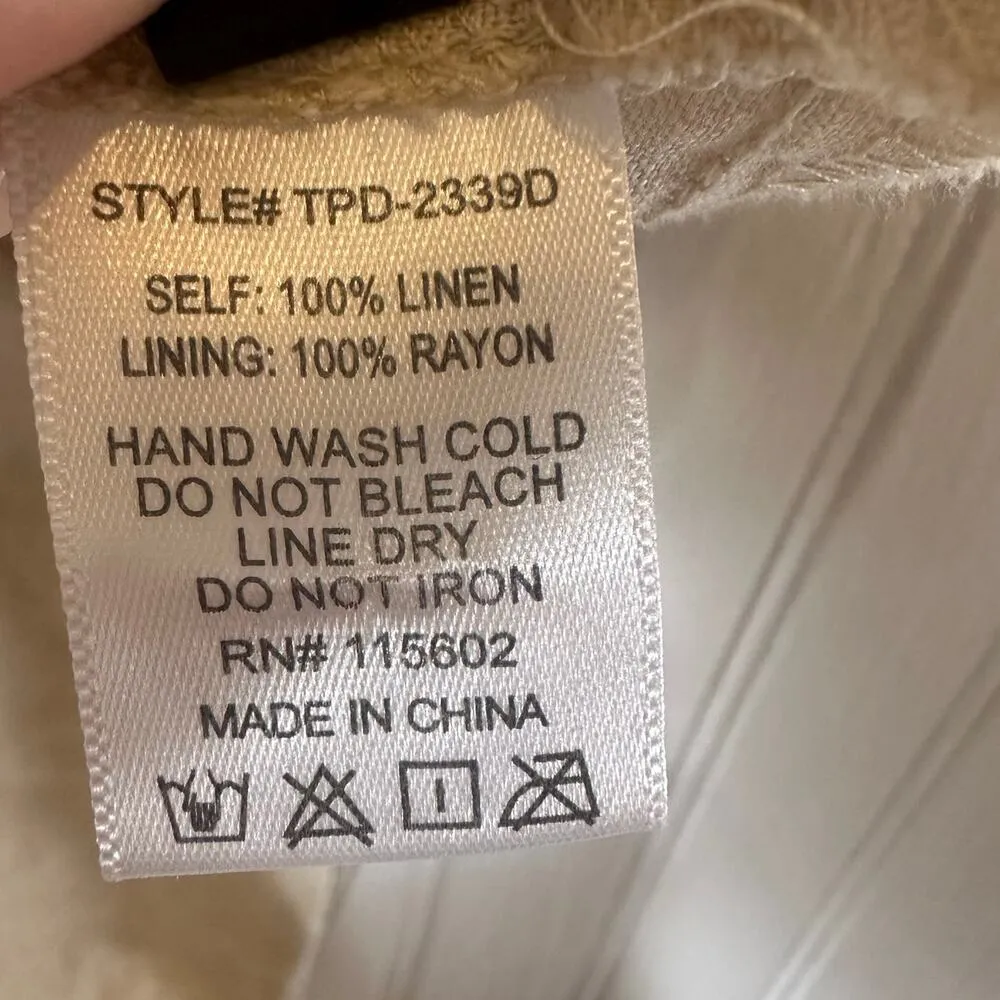 STYLE# TPD-2339D
SELF: 100% LINEN
LINING: 100% RAYON
HAND WASH COLD
DO NOT BLEACH
LINE DRY
DO NOT IRON
RN# 115602
MADE IN CHINA